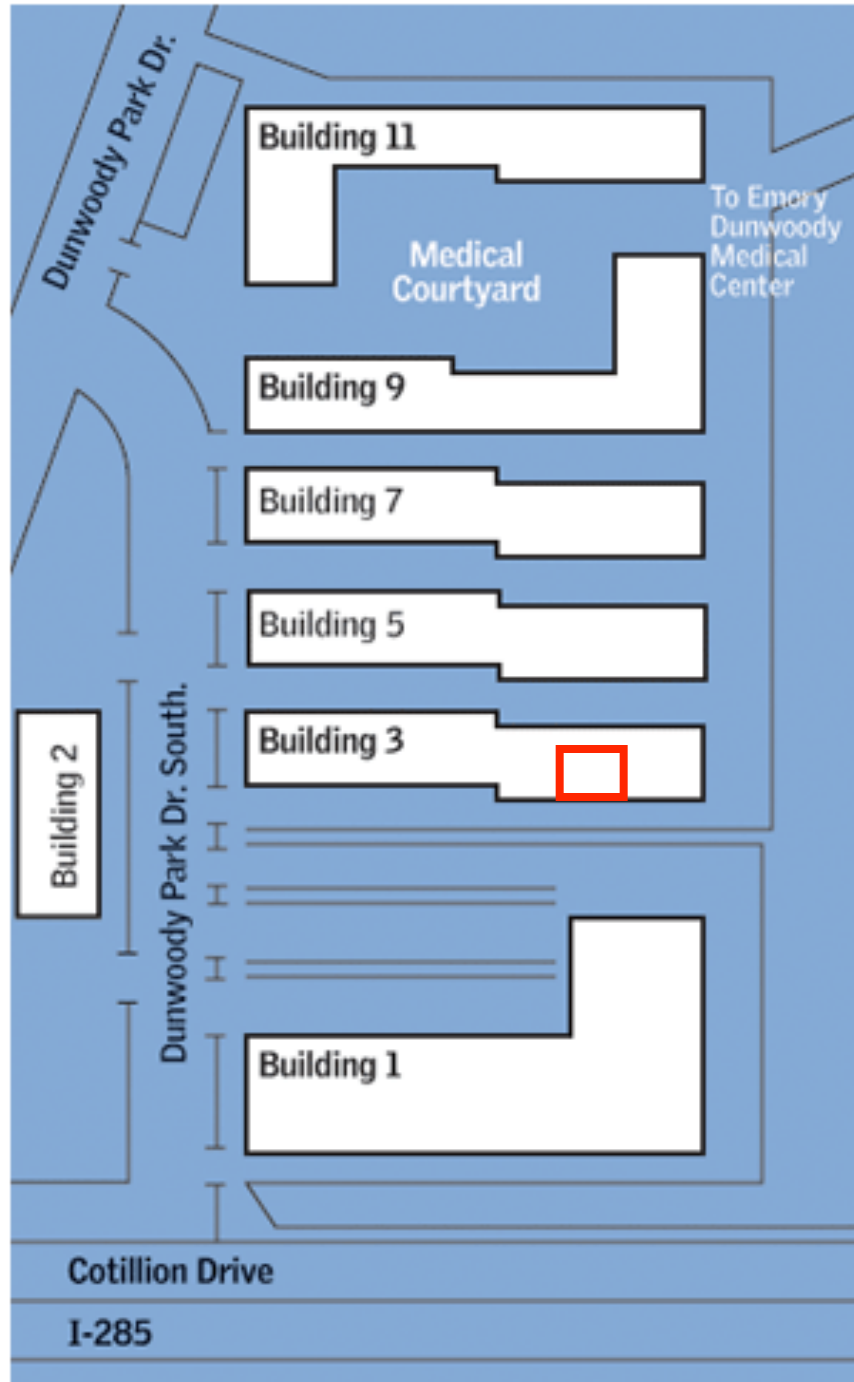 Dunwoody Park Dr.
Building 11
To Emory
Dunwoody
Medical
Center
Medical
Courtyard
Building 9
Building 7
Building 5
Building 3
Building 2
Dunwoody Park Dr. South.
Building 1
Cotillion Drive
I-285